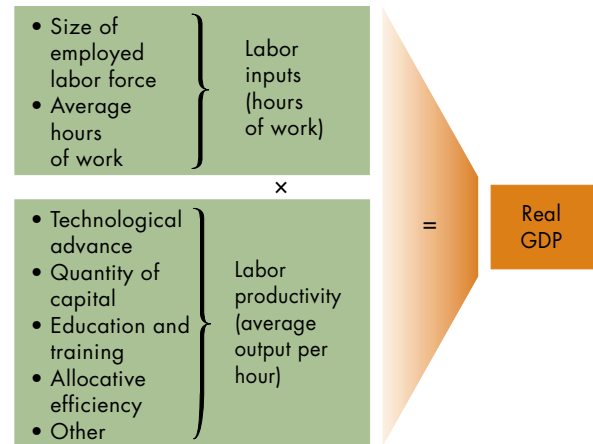 • Size of
employed
labor force
• Average
hours
of work
Labor
inputs
(hours
of work)
×
• Technological
advance
• Quantity of
capital
• Education and
training
• Allocative
efficiency
• Other
Labor
productivity
(average
output per
hour)
=
Real
GDP